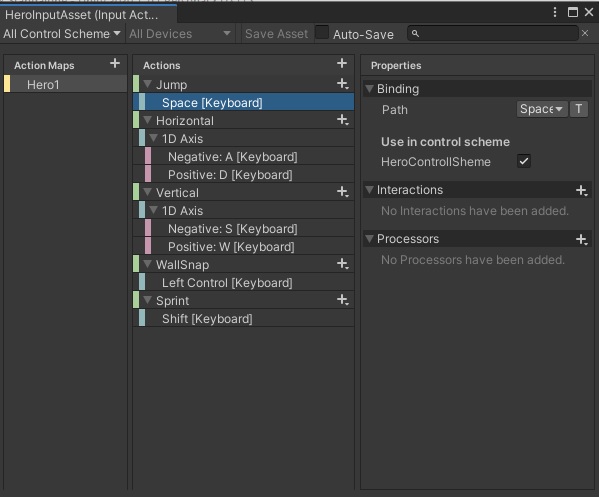 HeroInputAsset (Input Act...
All Control Scheme All Devices Save Asset Auto-Save
Action Maps Actions Properties
Hero1 Jump Binding
Space [Keyboard] Path Space T
Horizontal
1D Axis Use in control scheme
Negative: A [Keyboard] HeroControllSheme
Positive: D [Keyboard]
Vertical Interactions
1D Axis No Interactions have been added.
Negative: S [Keyboard]
Positive: W [Keyboard] Processors
WallSnap No Processors have been added.
Left Control [Keyboard]
Sprint
Shift [Keyboard]